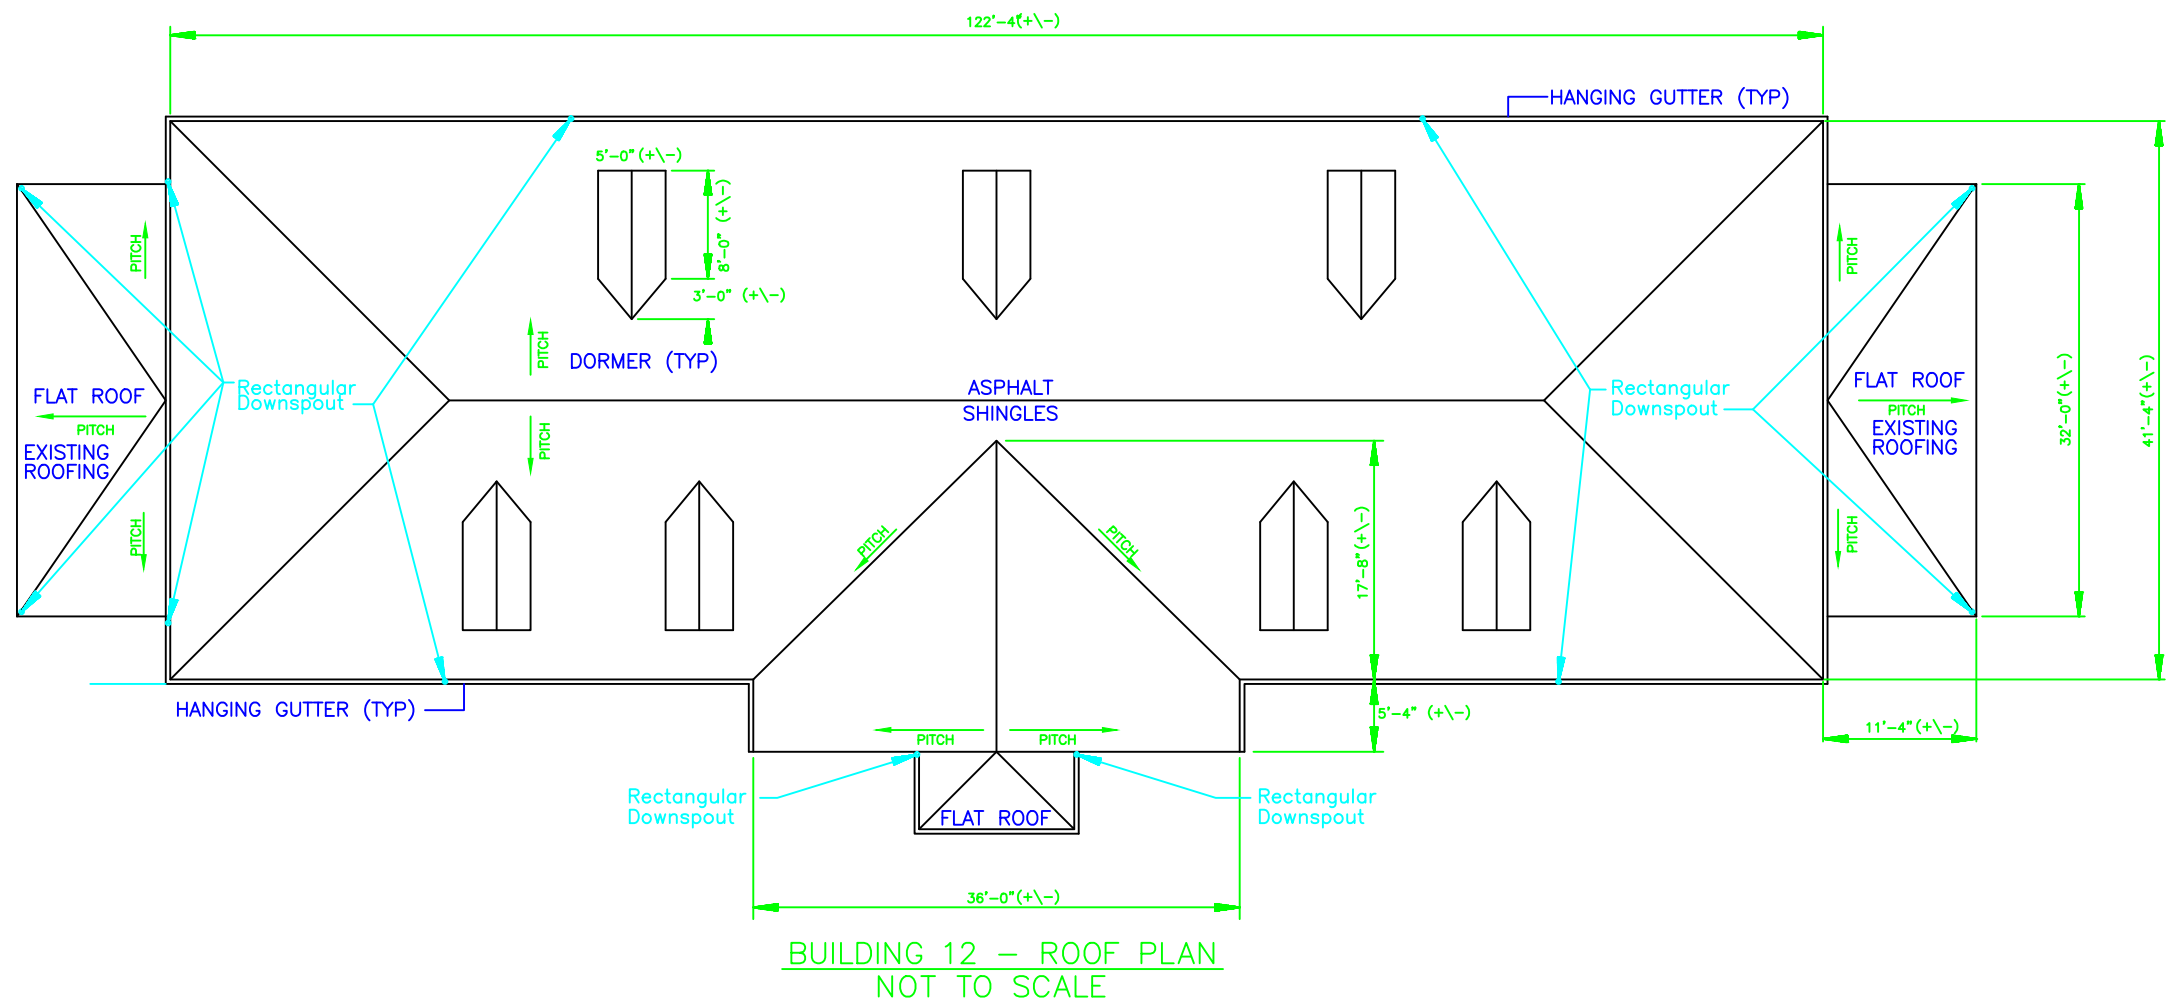 122'-4"(+\-)
HANGING GUTTER (TYP)
5'-0"(+\-)
8'-0" (+\-)
3'-0" (+\-)
PITCH
PITCH
PITCH
DORMER (TYP)
ASPHALT
SHINGLES
FLAT ROOF
PITCH
EXISTING
ROOFING
PITCH
Rectangular
Downspout
PITCH
Rectangular
Downspout
FLAT ROOF
PITCH
EXISTING
ROOFING
32'-0"(+\-)
41'-4"(+\-)
PITCH
PITCH
PITCH
17'-8"(+\-)
PITCH
HANGING GUTTER (TYP)
PITCH
PITCH
5'-4" (+\-)
11'-4"(+\-)
Rectangular
Downspout
FLAT ROOF
Rectangular
Downspout
36'-0"(+\-)
BUILDING 12 - ROOF PLAN
NOT TO SCALE